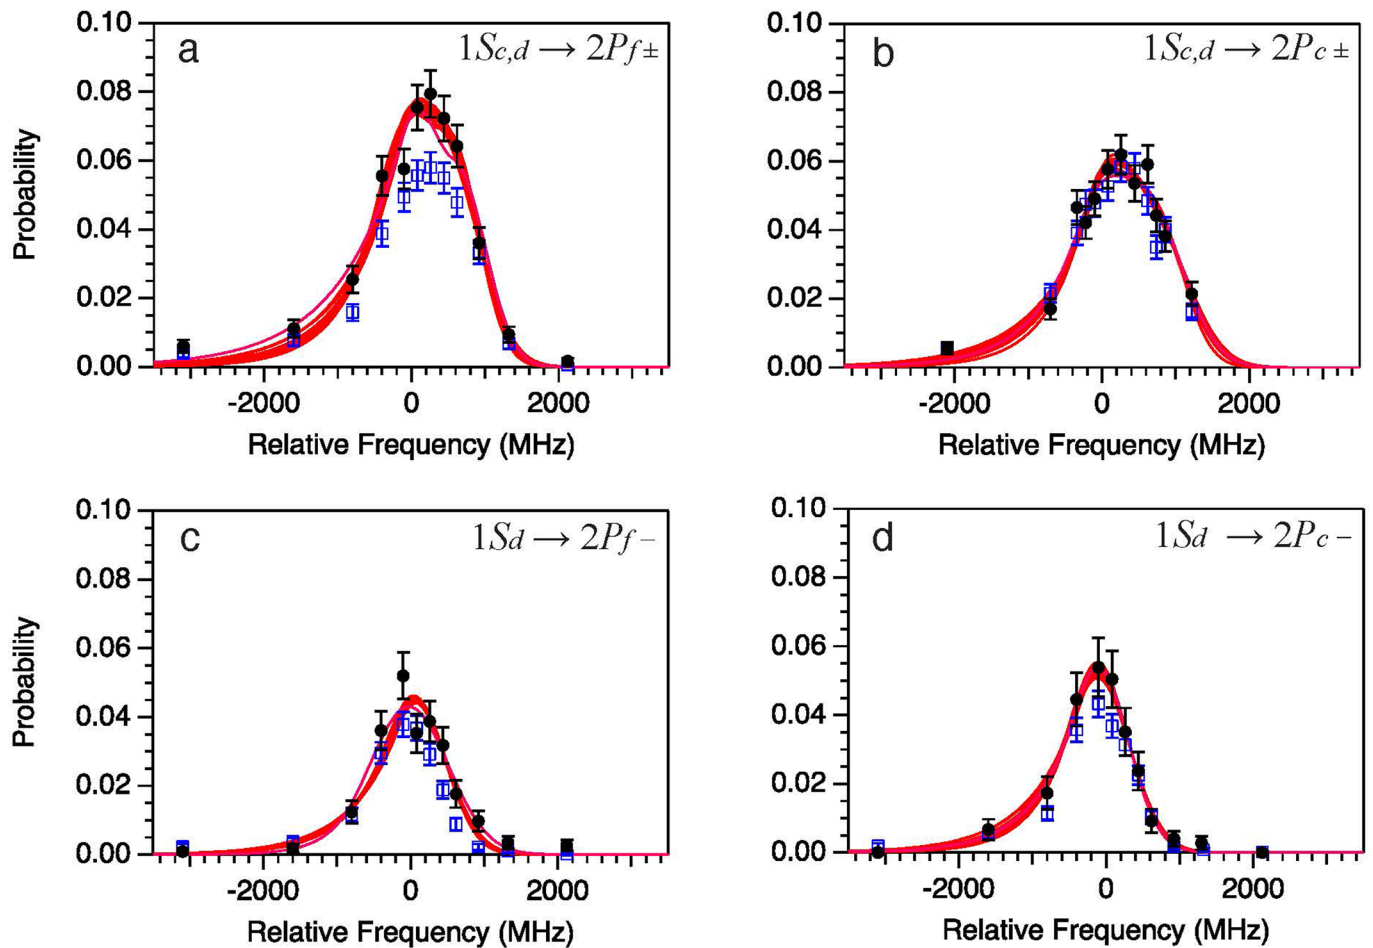 a
1Sc,d → 2Pf±
0.10
0.08
0.06
0.04
0.02
0.00
Probability
-2000 0 2000
Relative Frequency (MHz)
b
1Sc,d → 2Pc±
0.10
0.08
0.06
0.04
0.02
0.00
-2000 0 2000
Relative Frequency (MHz)
c
1Sd → 2Pf−
0.10
0.08
0.06
0.04
0.02
0.00
Probability
-2000 0 2000
Relative Frequency (MHz)
d
1Sd → 2Pc−
0.10
0.08
0.06
0.04
0.02
0.00
-2000 0 2000
Relative Frequency (MHz)